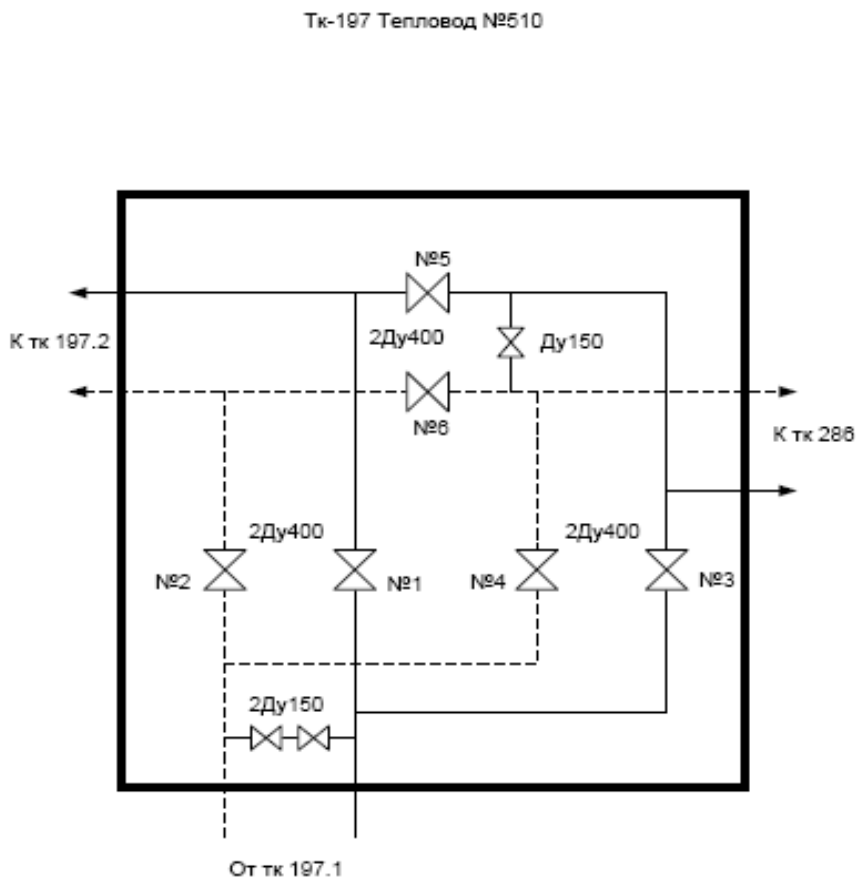 Тк-197 Тепловод №510
№5
К тк 197.2
2Ду400
Ду150
№6
К тк 286
2Ду400
2Ду400
№2
№1
№4
№3
2Ду150
От тк 197.1